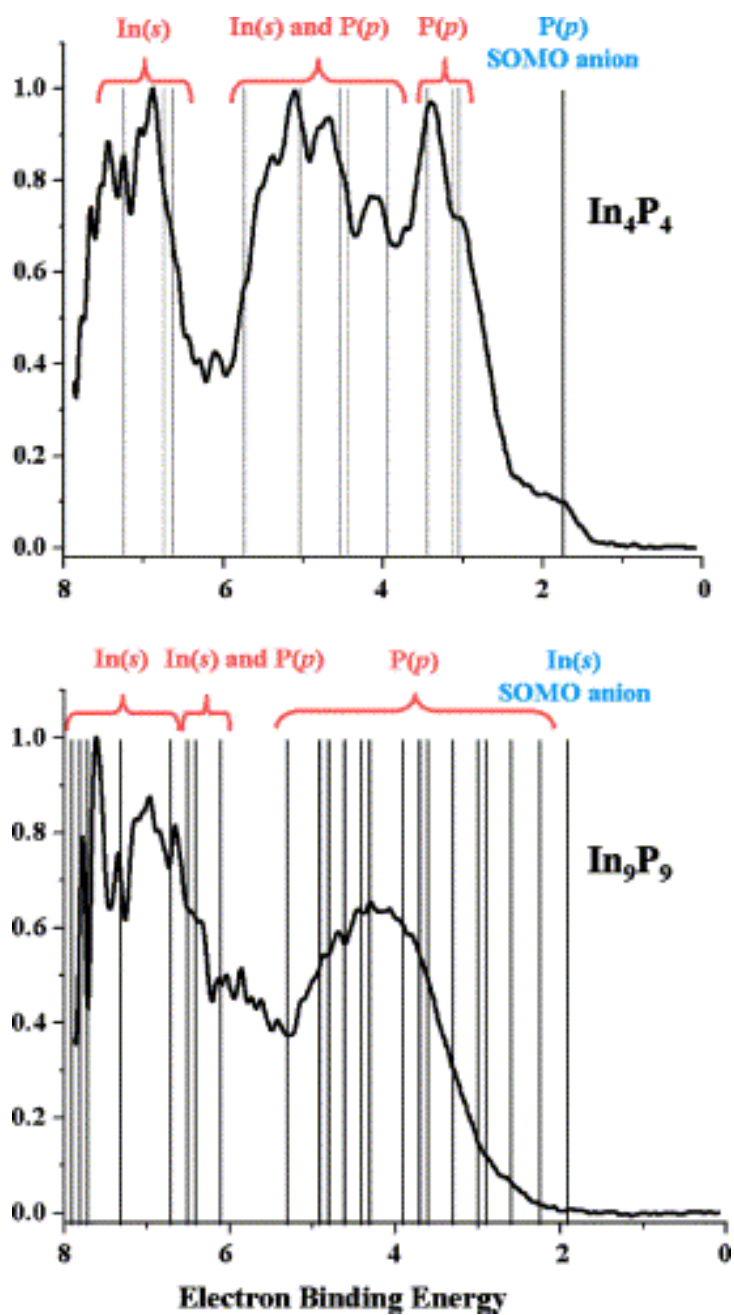 In(s) In(s) and P(p) P(p) P(p)
SOMO anion
1.0
0.8
0.6
0.4
0.2
0.0
In₄P₄
8 6 4 2 0
In(s) In(s) and P(p) P(p) In(s)
SOMO anion
1.0
0.8
0.6
0.4
0.2
0.0
In₉P₉
8 6 4 2 0
Electron Binding Energy